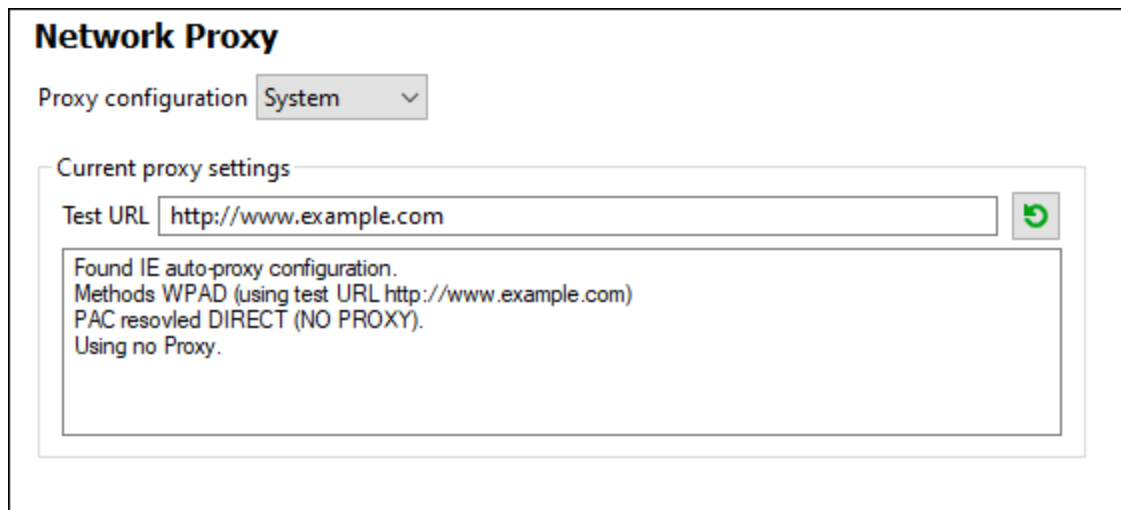 Network Proxy
Proxy configuration System
Current proxy settings
Test URL http://www.example.com
Found IE auto-proxy configuration.
Methods WPAD (using test URL http://www.example.com)
PAC resovled DIRECT (NO PROXY).
Using no Proxy.